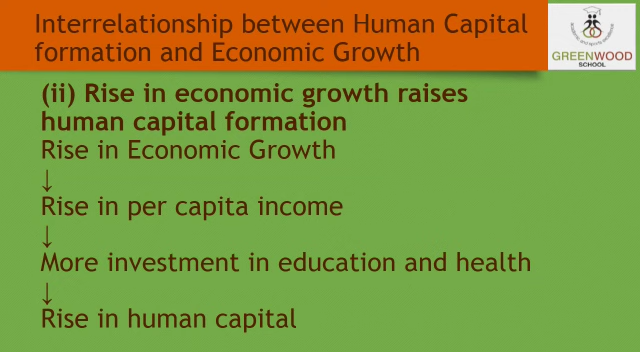 Interrelationship between Human Capital
formation and Economic Growth
GREENWOOD
SCHOOL
(ii) Rise in economic growth raises
human capital formation
Rise in Economic Growth
↓
Rise in per capita income
↓
More investment in education and health
↓
Rise in human capital